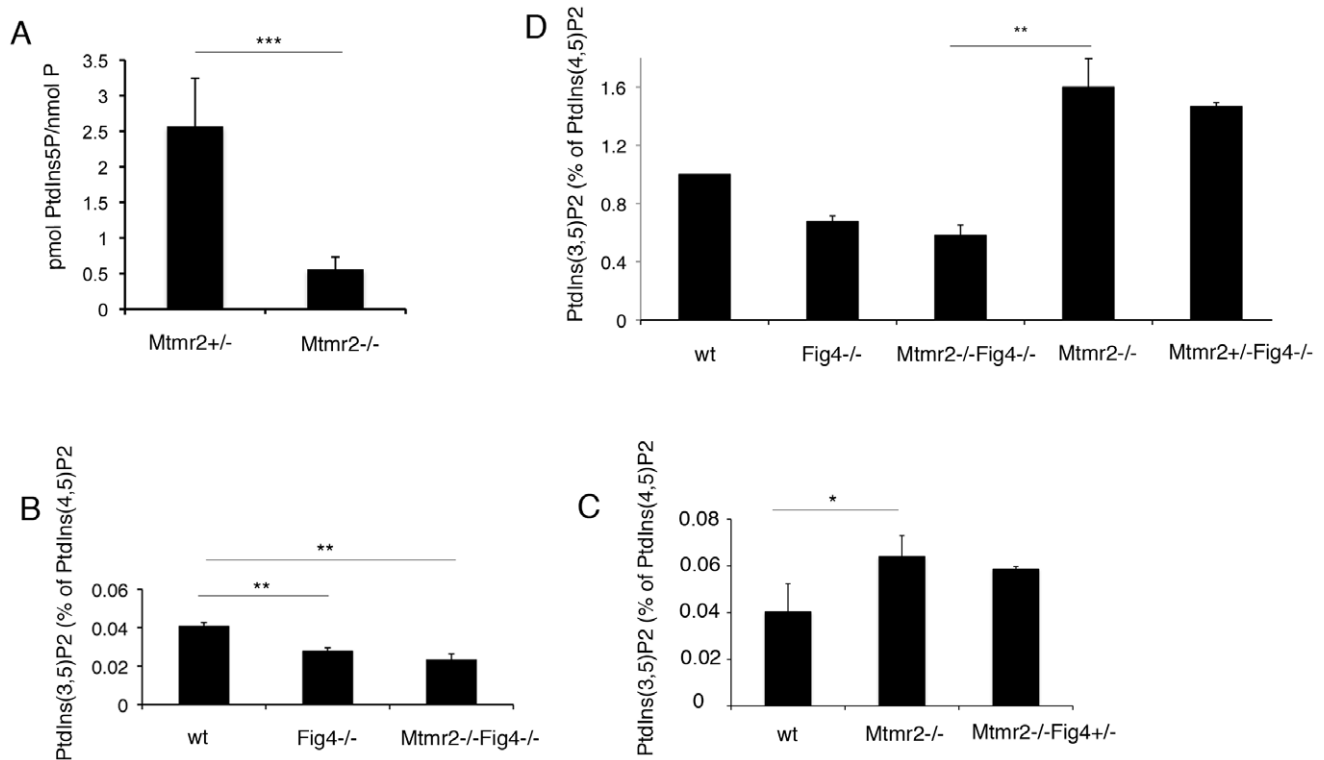 A
***
pmol PtdIns5P/nmol P
3.5
3
2.5
2
1.5
1
0.5
0
Mtmr2+/-
Mtmr2-/-
D
**
PtdIns(3,5)P2 (% of PtdIns(4,5)P2
1.6
1.2
0.8
0.4
0
wt
Fig4-/-
Mtmr2-/-Fig4-/-
Mtmr2-/-
Mtmr2+/-Fig4-/-
B
**
**
PtdIns(3,5)P2 (% of PtdIns(4,5)P2
0.06
0.04
0.02
0
wt
Fig4-/-
Mtmr2-/-Fig4-/-
C
*
PtdIns(3,5)P2 (% of PtdIns(4,5)P2
0.08
0.06
0.04
0.02
0
wt
Mtmr2-/-
Mtmr2-/-Fig4+/-